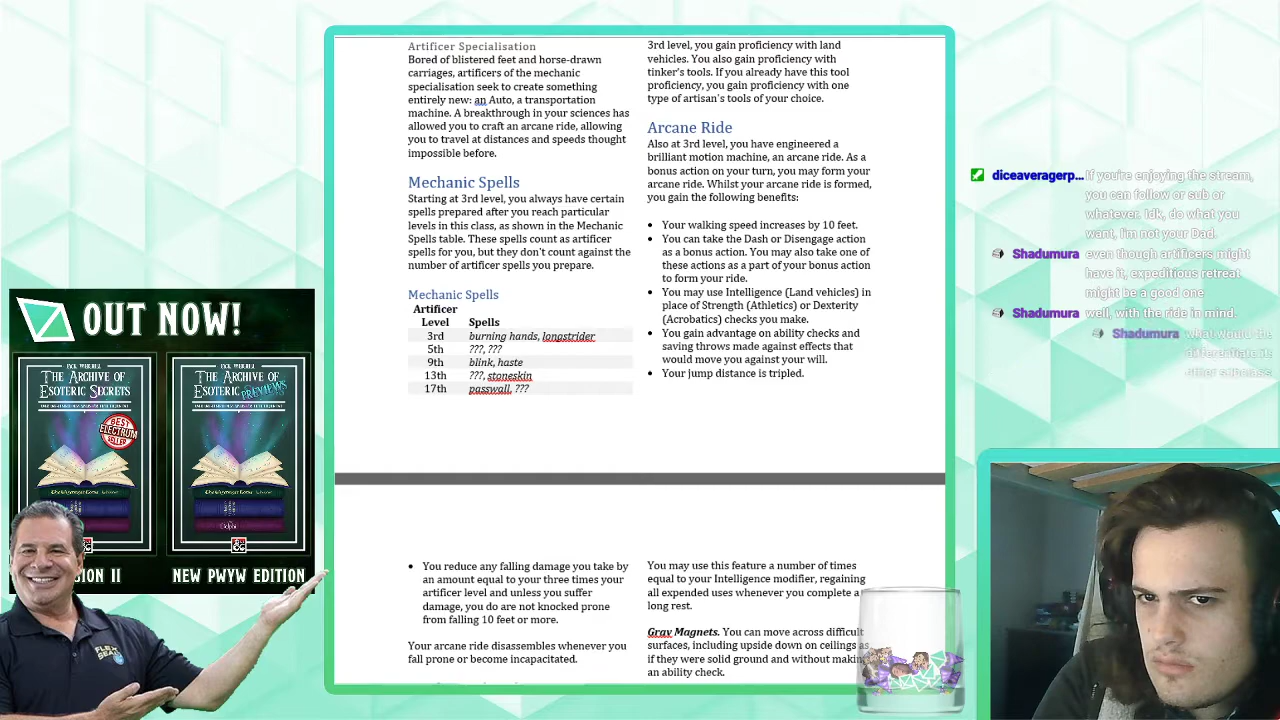 Artificer Specialisation
Bored of blistered feet and horse-drawn
carriages, artificers of the mechanic
specialisation seek to create something
entirely new: an Auto, a transportation
machine. A breakthrough in your sciences has
allowed you to craft an arcane ride, allowing
you to travel at distances and speeds thought
impossible before.
Mechanic Spells
Starting at 3rd level, you always have certain
spells prepared after you reach particular
levels in this class, as shown in the Mechanic
Spells table. These spells count as artificer
spells for you, but they don't count against the
number of artificer spells you prepare.
Mechanic Spells
Artificer
Level Spells
3rd burning hands, longstrider
5th ???, ???
9th blink, haste
13th ???, stoneskin
17th passwall, ???
3rd level, you gain proficiency with land
vehicles. You also gain proficiency with
tinker's tools. If you already have this tool
proficiency, you gain proficiency with one
type of artisan's tools of your choice.
Arcane Ride
Also at 3rd level, you have engineered a
brilliant motion machine, an arcane ride. As a
bonus action on your turn, you may form your
arcane ride. Whilst your arcane ride is formed,
you gain the following benefits:
• Your walking speed increases by 10 feet.
• You can take the Dash or Disengage action
as a bonus action. You may also take one of
these actions as a part of your bonus action
to form your ride.
• You may use Intelligence (Land vehicles) in
place of Strength (Athletics) or Dexterity
(Acrobatics) checks you make.
• You gain advantage on ability checks and
saving throws made against effects that
would move you against your will.
• Your jump distance is tripled.
• You reduce any falling damage you take by
an amount equal to your three times your
artificer level and unless you suffer
damage, you do are not knocked prone
from falling 10 feet or more.
Your arcane ride disassembles whenever you
fall prone or become incapacitated.
You may use this feature a number of times
equal to your Intelligence modifier, regaining
all expended uses whenever you complete a
long rest.
Grav Magnets. You can move across difficult
surfaces, including upside down on ceilings as
if they were solid ground and without making
an ability check.
diceaveragerp... If you're enjoying the stream,
you can follow or sub or
whatever. Idk, do what you
want, I'm not your Dad.
Shadumura even though artificers might
have it, expeditious retreat
might be a good one
Shadumura well, with the ride in mind.
Shadumura what would the
differentiate it
other subclass
OUT NOW!
THE ARCHIVE OF
ESOTERIC SECRETS
BEST
ELECTRUM
SELLER
THE ARCHIVE OF
ESOTERIC
PREVIEWS
ION II
NEW PWYW EDITION
FLEX
SEAL